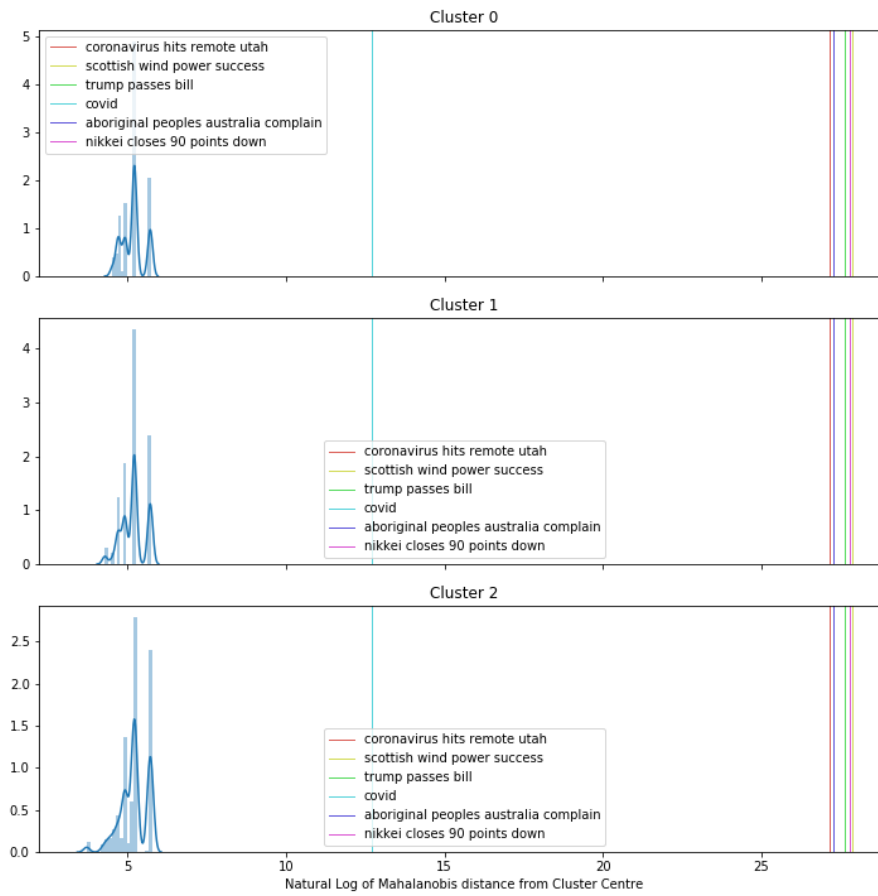 Cluster 0
5
4
3
2
1
0
coronavirus hits remote utah
scottish wind power success
trump passes bill
covid
aboriginal peoples australia complain
nikkei closes 90 points down
Cluster 1
4
3
2
1
0
coronavirus hits remote utah
scottish wind power success
trump passes bill
covid
aboriginal peoples australia complain
nikkei closes 90 points down
Cluster 2
2.5
2.0
1.5
1.0
0.5
0.0
coronavirus hits remote utah
scottish wind power success
trump passes bill
covid
aboriginal peoples australia complain
nikkei closes 90 points down
5 10 15 20 25
Natural Log of Mahalanobis distance from Cluster Centre